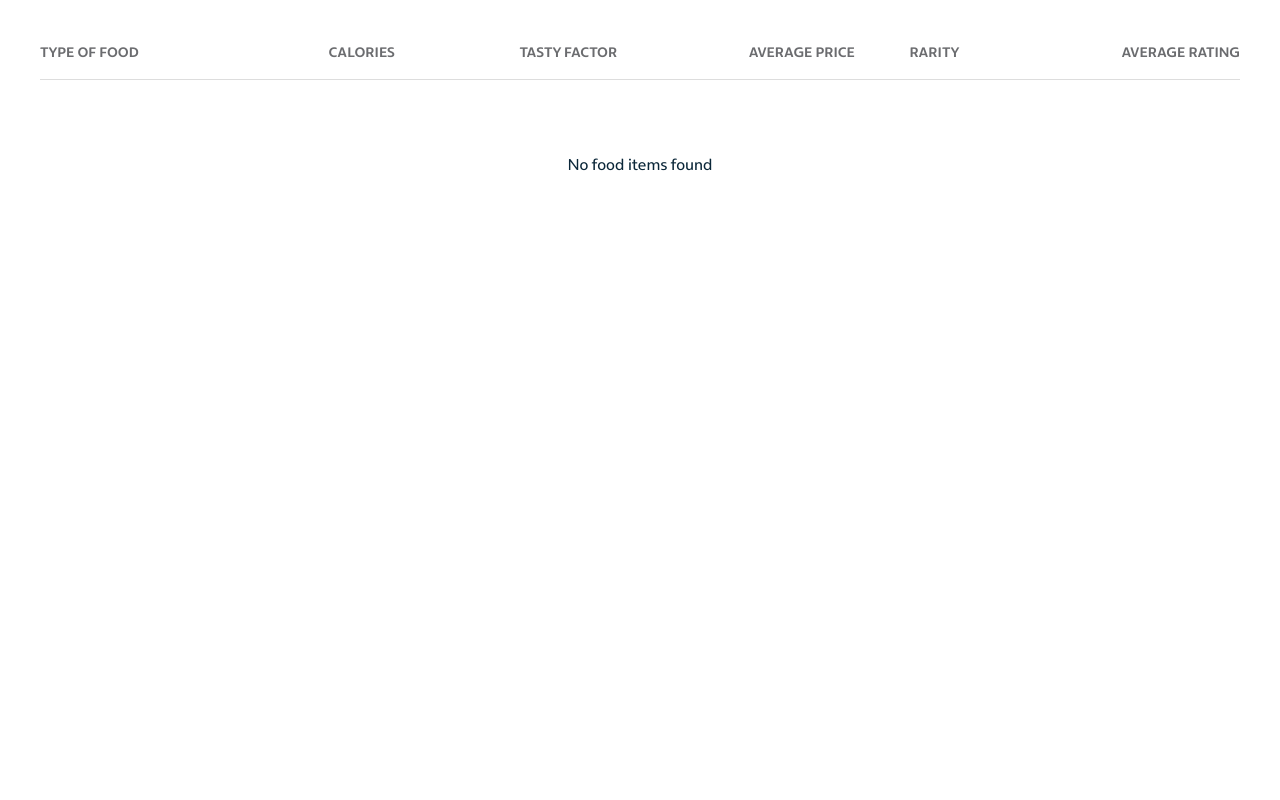 TYPE OF FOOD CALORIES TASTY FACTOR AVERAGE PRICE RARITY AVERAGE RATING
No food items found